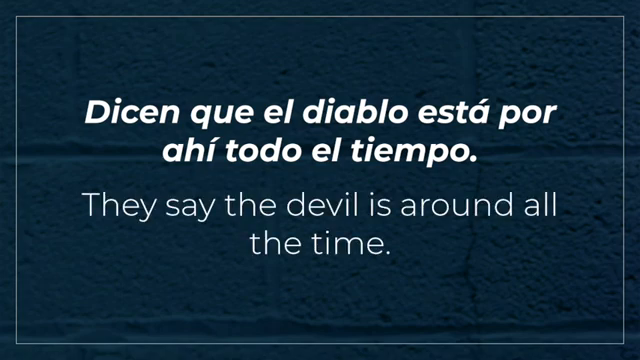 Dicen que el diablo está por
ahí todo el tiempo.
They say the devil is around all
the time.